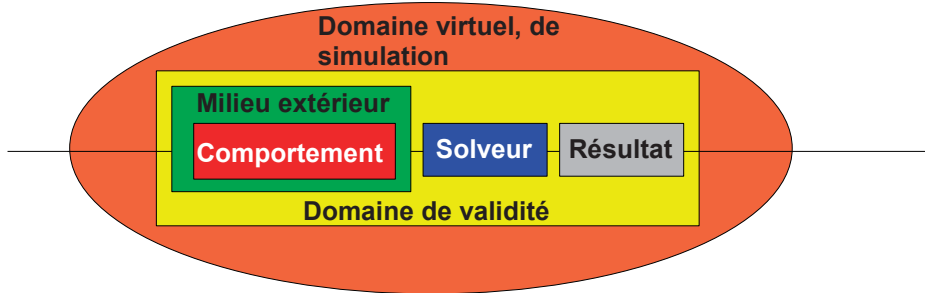 Domaine virtuel, de
simulation
Milieu extérieur
Comportement
Solveur
Résultat
Domaine de validité